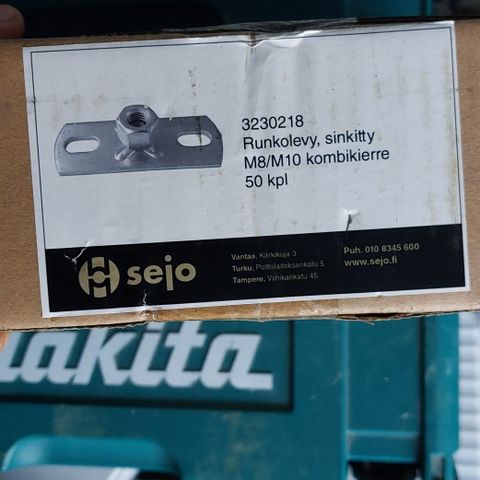 3230218
Runkolevy, sinkitty
M8/M10 kombikierre
50 kpl
sejo
Vantaa, Kärkikuja 3
Turku, Polttolaitoksenkatu 5
Tampere, Viihikankatu 45
Puh. 010 8345 600
www.sejo.fi
makita